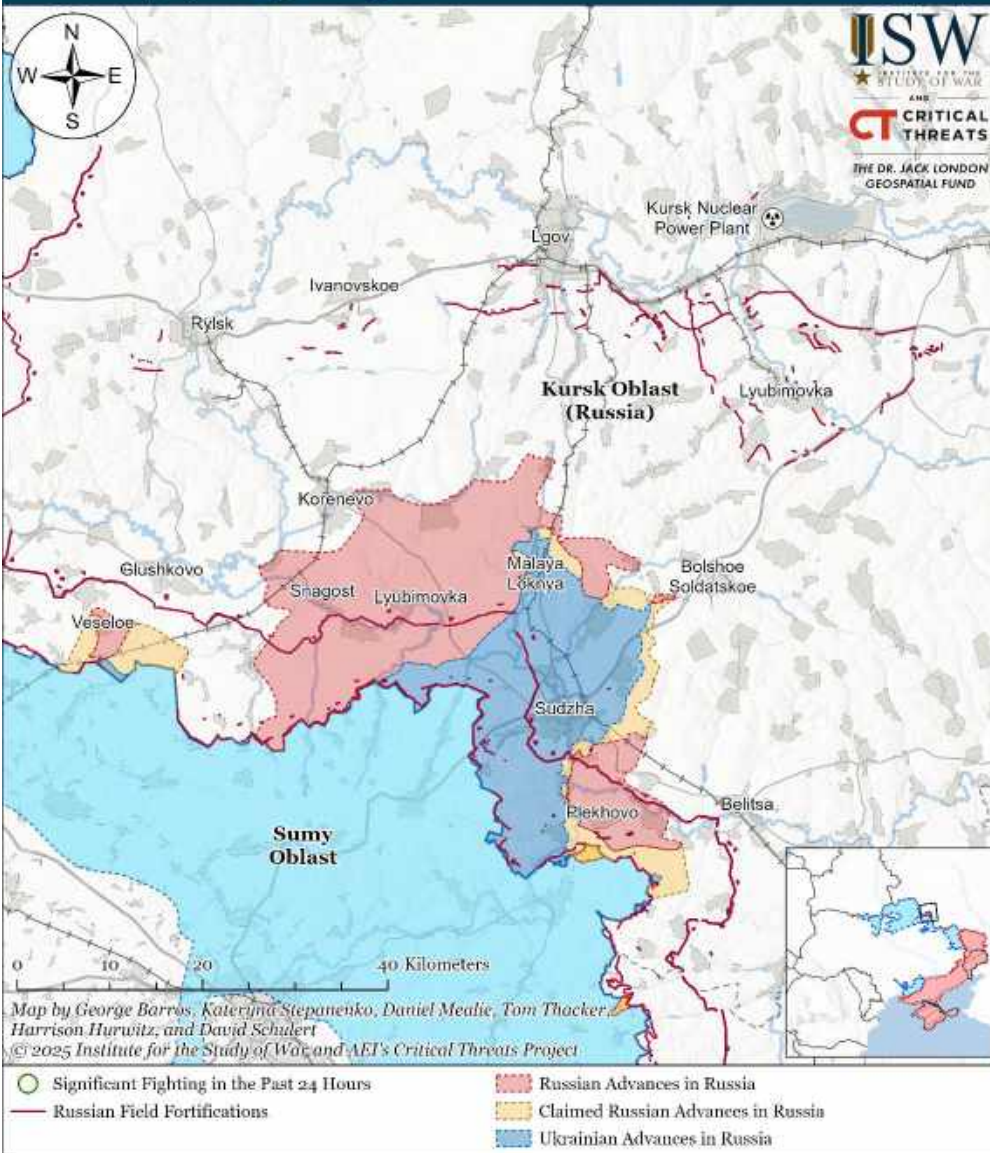 N
W E
S
ISW
INSTITUTE FOR THE
STUDY OF WAR
AND
CT CRITICAL
THREATS
THE DR. JACK LONDON
GEOSPATIAL FUND
Kursk Nuclear
Power Plant
Lgov
Ivanovskoe
Rylsk
Kursk Oblast
(Russia)
Lyubimovka
Korenevo
Glushkovo
Snagost
Lyubimovka
Malaya
Loknya
Bolshoe
Soldatskoe
Veseloe
Sudzha
Plekhovo
Belitsa
Sumy
Oblast
0 10 20 40 Kilometers
Map by George Barros, Kateryna Stepanenko, Daniel Mealie, Tom Thacker,
Harrison Hurwitz, and David Schulert
© 2025 Institute for the Study of War and AEI's Critical Threats Project
Significant Fighting in the Past 24 Hours
Russian Field Fortifications
Russian Advances in Russia
Claimed Russian Advances in Russia
Ukrainian Advances in Russia